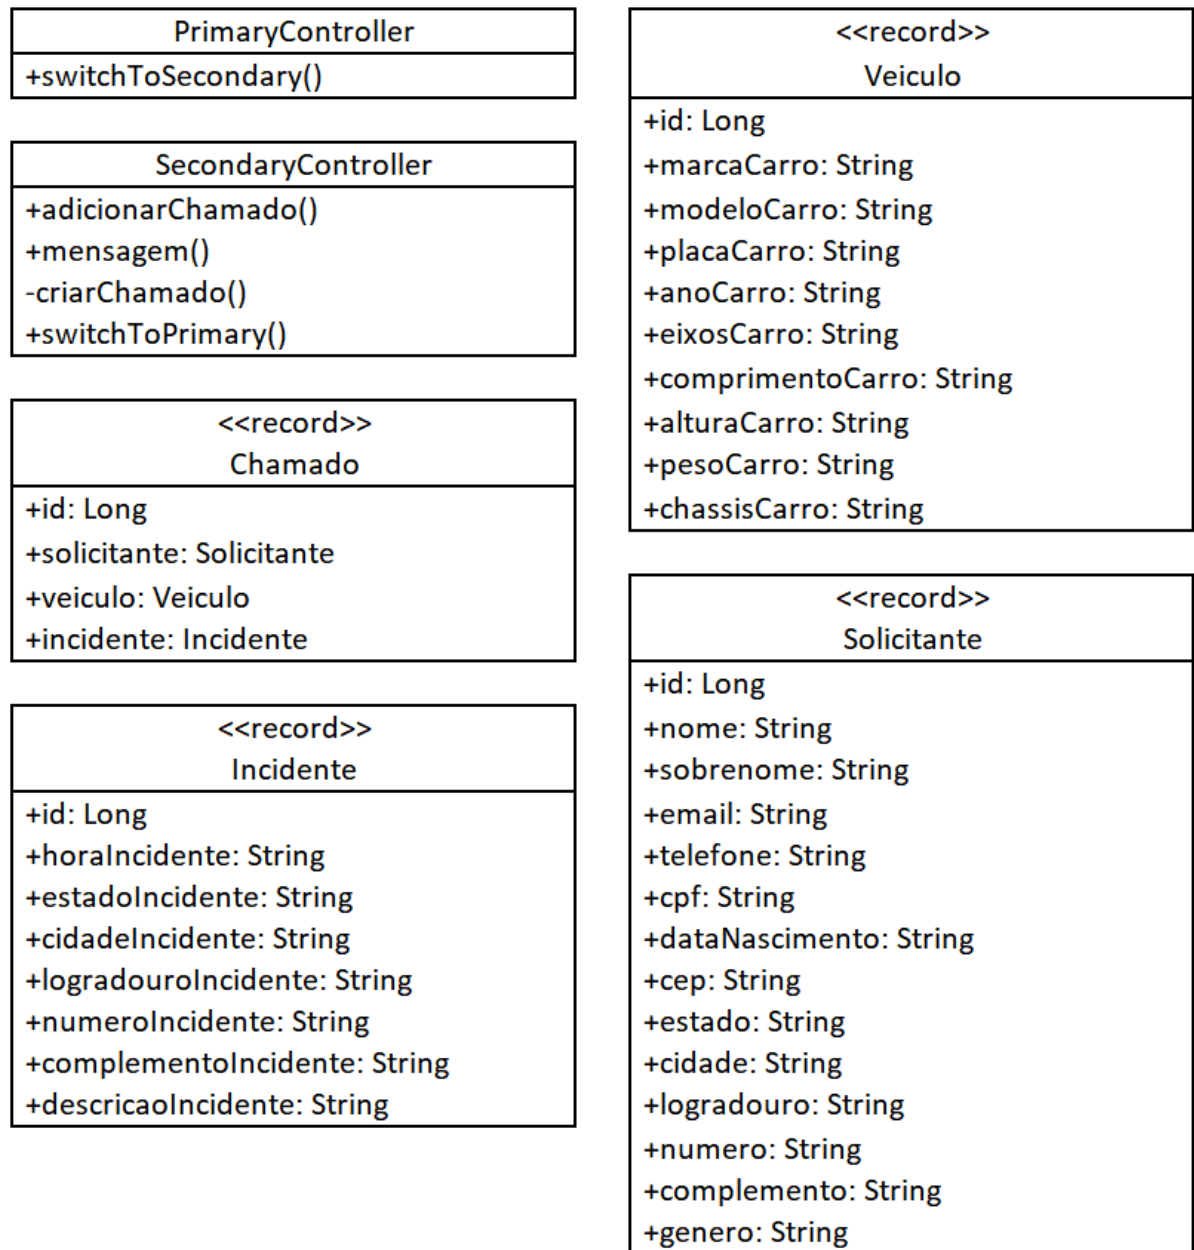 PrimaryController
+switchToSecondary()
SecondaryController
+adicionarChamado()
+mensagem()
-criarChamado()
+switchToPrimary()
<<record>>
Chamado
+id: Long
+solicitante: Solicitante
+veiculo: Veiculo
+incidente: Incidente
<<record>>
Incidente
+id: Long
+horaIncidente: String
+estadoIncidente: String
+cidadeIncidente: String
+logradouroIncidente: String
+numeroIncidente: String
+complementoIncidente: String
+descricaoIncidente: String
<<record>>
Veiculo
+id: Long
+marcaCarro: String
+modeloCarro: String
+placaCarro: String
+anoCarro: String
+eixosCarro: String
+comprimentoCarro: String
+alturaCarro: String
+pesoCarro: String
+chassisCarro: String
<<record>>
Solicitante
+id: Long
+nome: String
+sobrenome: String
+email: String
+telefone: String
+cpf: String
+dataNascimento: String
+cep: String
+estado: String
+cidade: String
+logradouro: String
+numero: String
+complemento: String
+genero: String